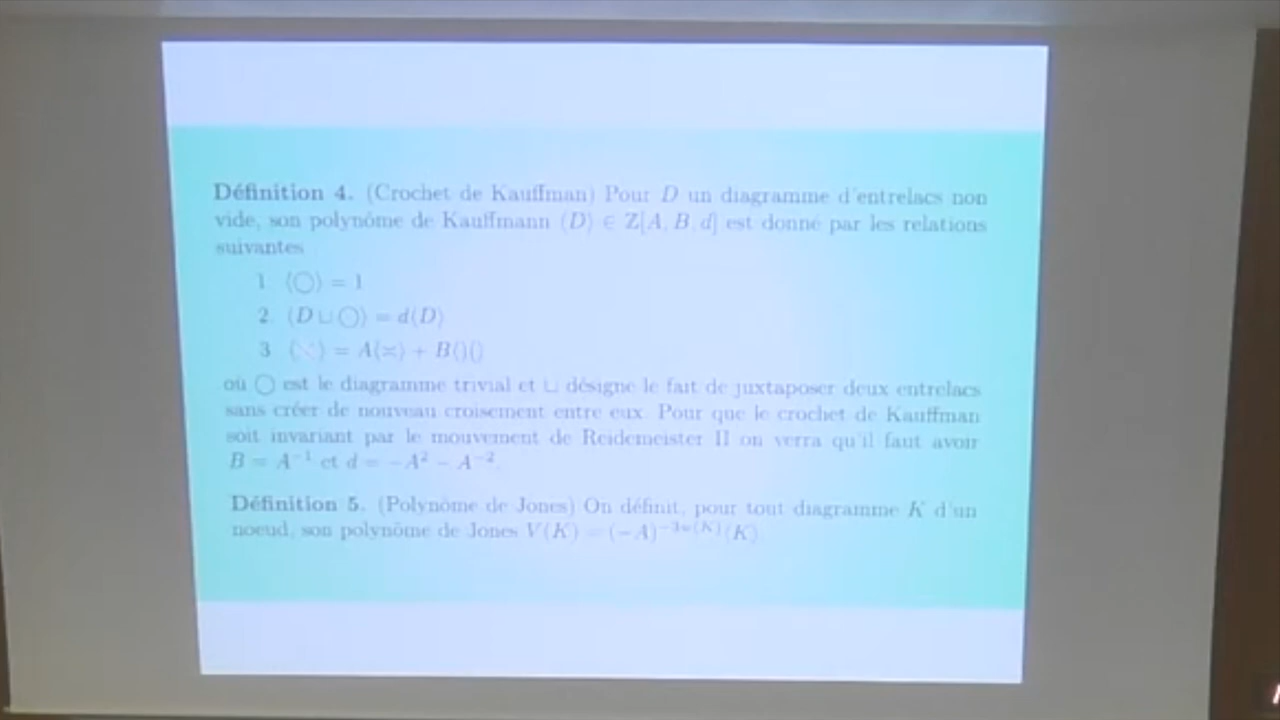 Définition 4. (Crochet de Kauffman) Pour D un diagramme d'entrelacs non
vide, son polynôme de Kauffmann ⟨D⟩ ∈ Z[A, B, d] est donné par les relations
suivantes
1 ⟨◯⟩ = 1
2. ⟨D ⊔ ◯⟩ = d⟨D⟩
3 ⟨⟩ = A⟨≍⟩ + B⟨)(⟩
où ◯ est le diagramme trivial et ⊔ désigne le fait de juxtaposer deux entrelacs
sans créer de nouveau croisement entre eux. Pour que le crochet de Kauffman
soit invariant par le mouvement de Reidemeister II on verra qu'il faut avoir
B = A⁻¹ et d = −A² − A⁻².
Définition 5. (Polynôme de Jones) On définit, pour tout diagramme K d'un
noeud, son polynôme de Jones V(K) = (−A)^{−3w(K)}⟨K⟩